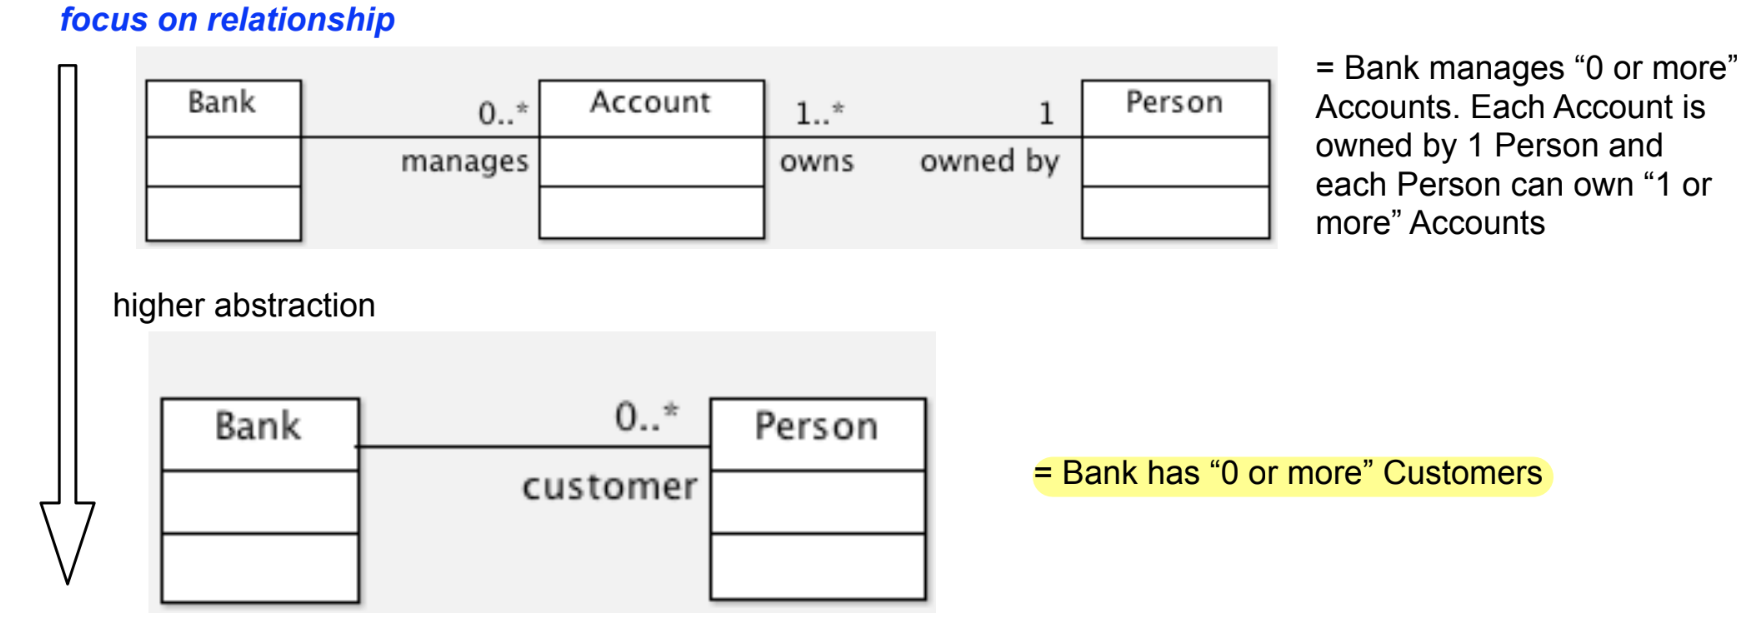 focus on relationship
Bank
0..*
Account
1..*
1
Person
manages
owns
owned by
= Bank manages “0 or more”
Accounts. Each Account is
owned by 1 Person and
each Person can own “1 or
more” Accounts
higher abstraction
Bank
0..*
Person
customer
= Bank has “0 or more” Customers